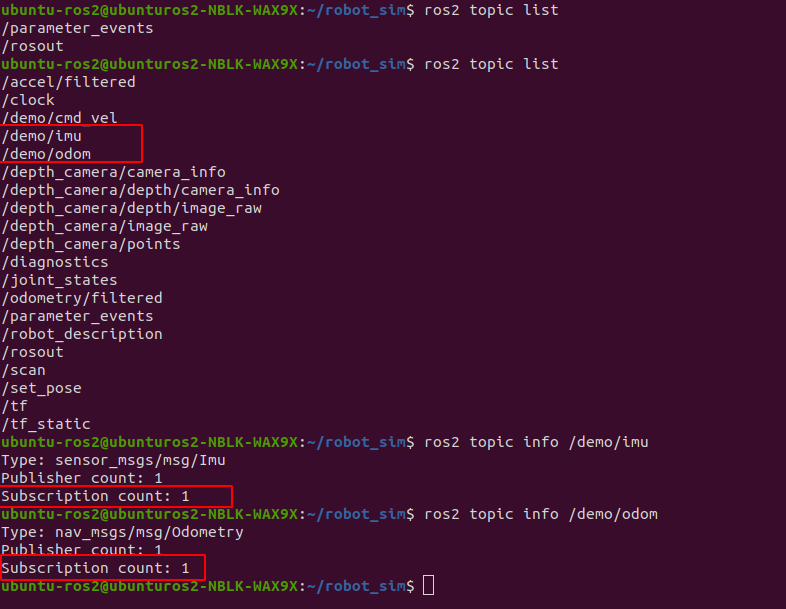 ubuntu-ros2@ubunturos2-NBLK-WAX9X:~/robot_sim$ ros2 topic list
/parameter_events
/rosout
ubuntu-ros2@ubunturos2-NBLK-WAX9X:~/robot_sim$ ros2 topic list
/accel/filtered
/clock
/demo/cmd_vel
/demo/imu
/demo/odom
/depth_camera/camera_info
/depth_camera/depth/camera_info
/depth_camera/depth/image_raw
/depth_camera/image_raw
/depth_camera/points
/diagnostics
/joint_states
/odometry/filtered
/parameter_events
/robot_description
/rosout
/scan
/set_pose
/tf
/tf_static
ubuntu-ros2@ubunturos2-NBLK-WAX9X:~/robot_sim$ ros2 topic info /demo/imu
Type: sensor_msgs/msg/Imu
Publisher count: 1
Subscription count: 1
ubuntu-ros2@ubunturos2-NBLK-WAX9X:~/robot_sim$ ros2 topic info /demo/odom
Type: nav_msgs/msg/Odometry
Publisher count: 1
Subscription count: 1
ubuntu-ros2@ubunturos2-NBLK-WAX9X:~/robot_sim$